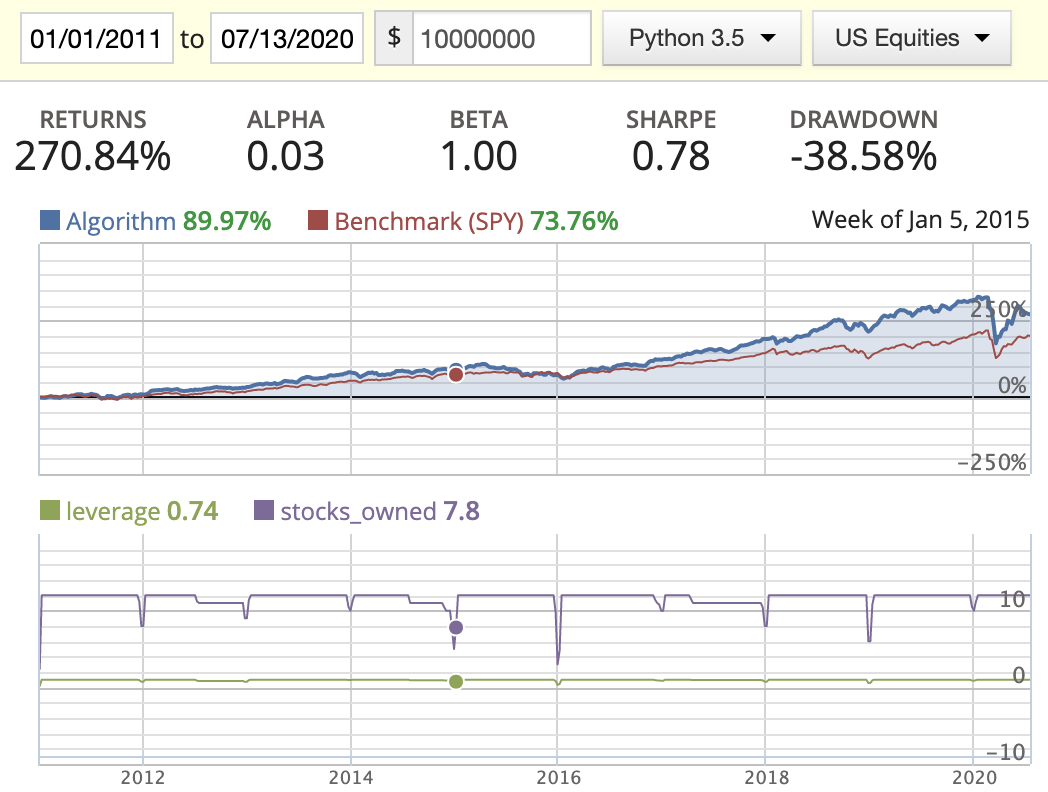 01/01/2011 to 07/13/2020 $ 10000000 Python 3.5 US Equities
RETURNS ALPHA BETA SHARPE DRAWDOWN
270.84% 0.03 1.00 0.78 -38.58%
Algorithm 89.97% Benchmark (SPY) 73.76% Week of Jan 5, 2015
250%
0%
−250%
leverage 0.74 stocks_owned 7.8
10
0
−10
2012 2014 2016 2018 2020